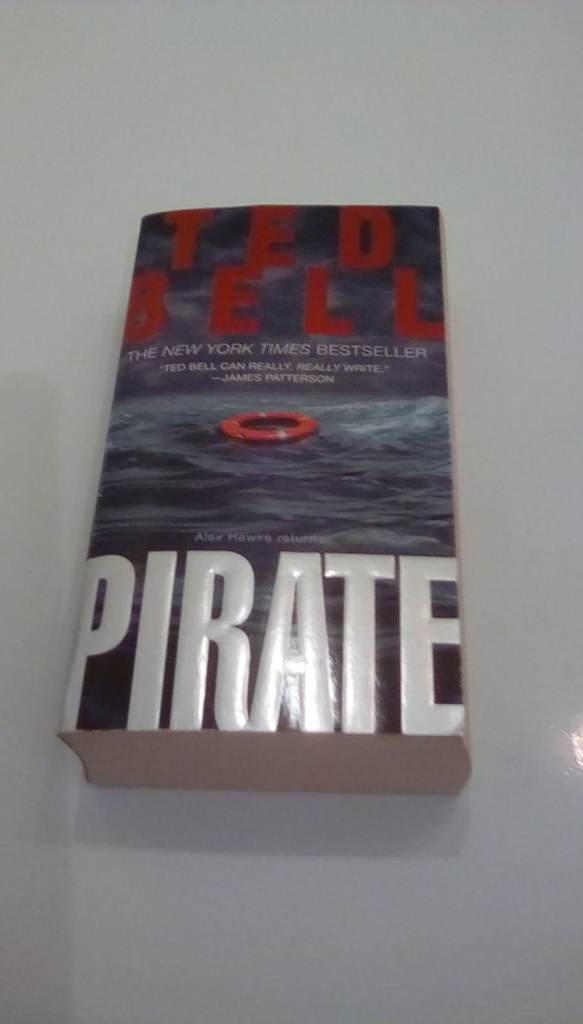 TED
BELL
THE NEW YORK TIMES BESTSELLER
"TED BELL CAN REALLY, REALLY WRITE."
—JAMES PATTERSON
Alex Hawke returns
PIRATE